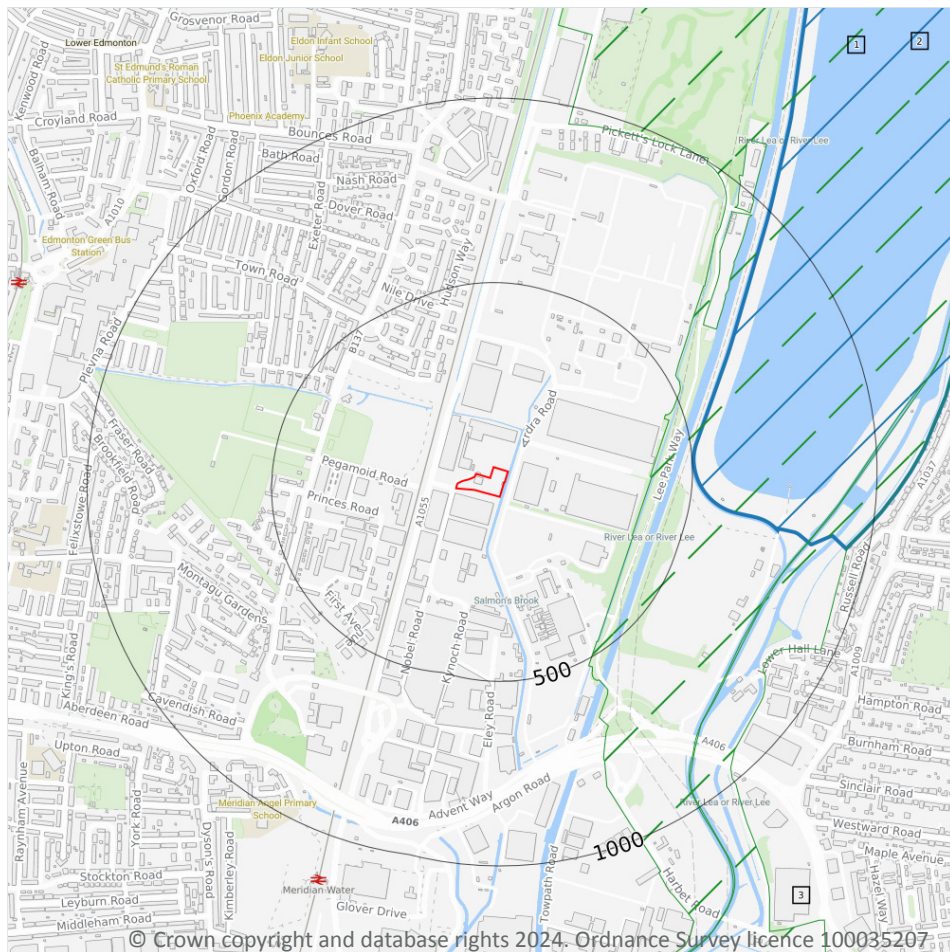 Grosvenor Road
Lower Edmonton
Eldon Infant School
Eldon Junior School
St Edmund's Roman
Catholic Primary School
Kenwood Road
Phoenix Academy
Croyland Road
Bounces Road
Bath Road
Oxford Road
Gordon Road
Exeter Road
Nash Road
Dover Road
Balham Road
A1010
Edmonton Green Bus
Station
Town Road
Nile Drive
Hudson Way
B137
Plevna Road
Pickett's Lock Lane
River Lea or River Lee
1
2
Ardra Road
Lee Park Way
Fraser Road
Brookfield Road
Felixstowe Road
Pegamoid Road
Princes Road
A1055
River Lea or River Lee
A1037
Montagu Gardens
First Ave
Salmon's Brook
Nobel Road
Kynoch Road
Eley Road
500
Russell Road
Lower Hall Lane
A1009
King's Road
Cavendish Road
Aberdeen Road
Hampton Road
Upton Road
Burnham Road
A406
Sinclair Road
Raynham Avenue
York Road
Dyson's Road
Kimberley Road
Meridian Angel Primary
School
A406
Advent Way
Argon Road
River Lea or River Lee
Westward Road
Maple Avenue
1000
Stockton Road
Leyburn Road
Middleham Road
Meridian Water
Glover Drive
Towpath Road
Harbet Road
Hazel Way
3
© Crown copyright and database rights 2024. Ordnance Survey licence 100035207